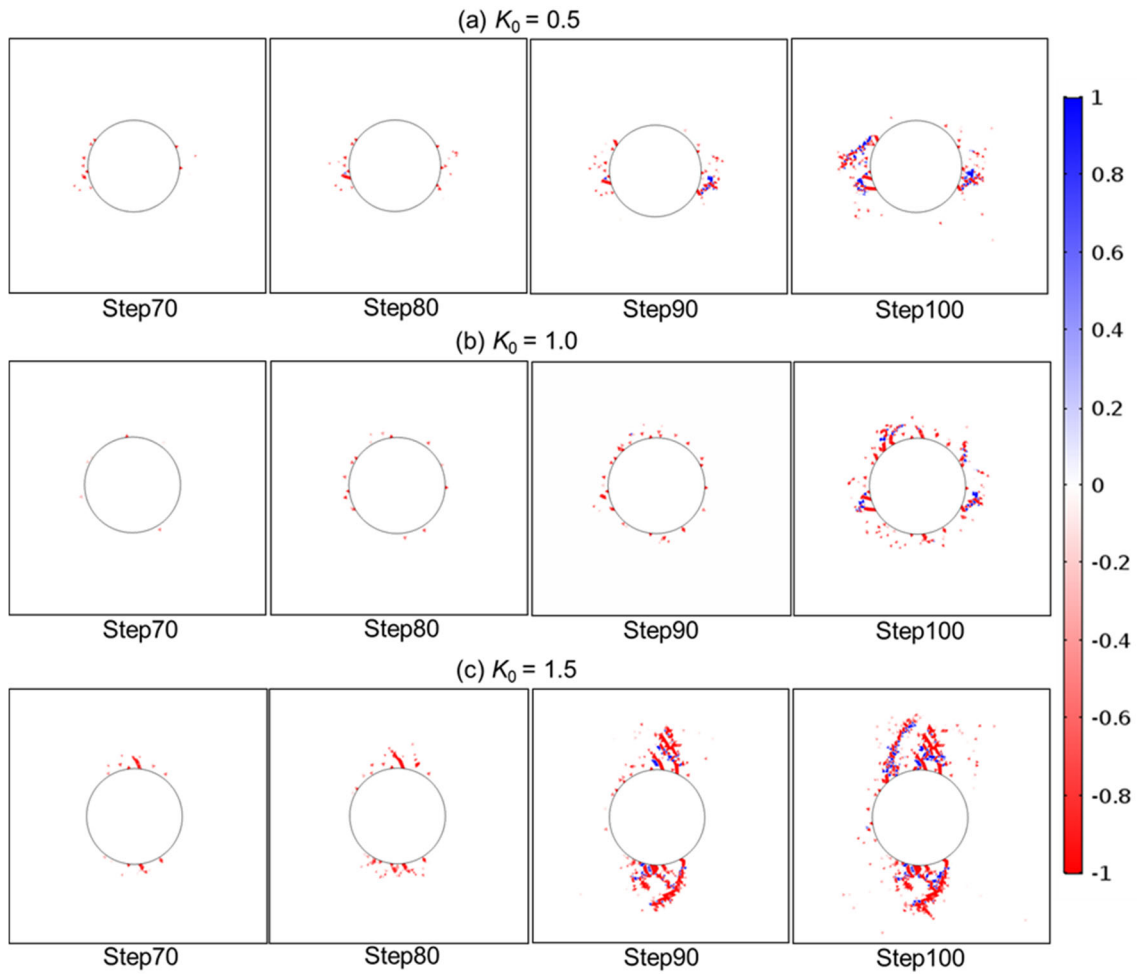 (a) K₀ = 0.5
Step70 Step80 Step90 Step100
(b) K₀ = 1.0
Step70 Step80 Step90 Step100
(c) K₀ = 1.5
Step70 Step80 Step90 Step100
1
0.8
0.6
0.4
0.2
0
-0.2
-0.4
-0.6
-0.8
-1